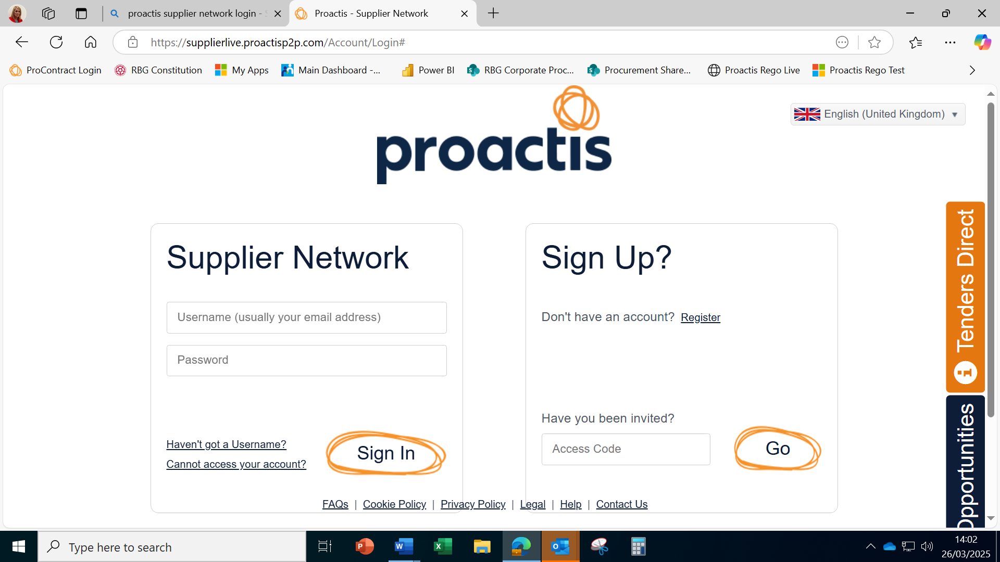 proactis supplier network login -
Proactis - Supplier Network
https://supplierlive.proactisp2p.com/Account/Login#
ProContract Login
RBG Constitution
My Apps
Main Dashboard -...
Power BI
RBG Corporate Proc...
Procurement Share...
Proactis Rego Live
Proactis Rego Test
proactis
English (United Kingdom)
Tenders Direct
Opportunities
Supplier Network
Username (usually your email address)
Password
Haven't got a Username?
Cannot access your account?
Sign In
Sign Up?
Don't have an account? Register
Have you been invited?
Access Code
Go
FAQs | Cookie Policy | Privacy Policy | Legal | Help | Contact Us
Type here to search
14:02
26/03/2025